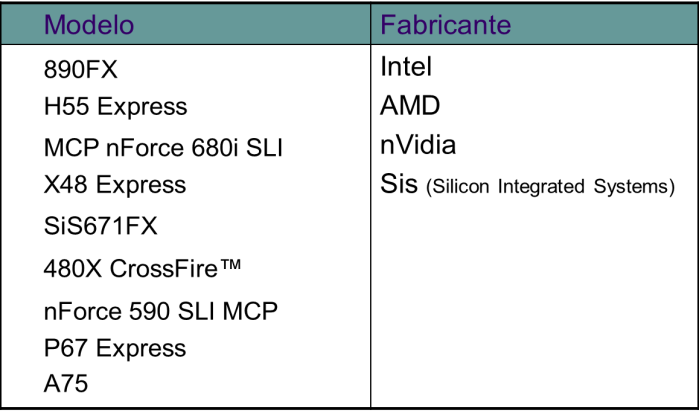 Modelo
Fabricante
890FX
H55 Express
MCP nForce 680i SLI
X48 Express
SiS671FX
480X CrossFire™
nForce 590 SLI MCP
P67 Express
A75
Intel
AMD
nVidia
Sis (Silicon Integrated Systems)